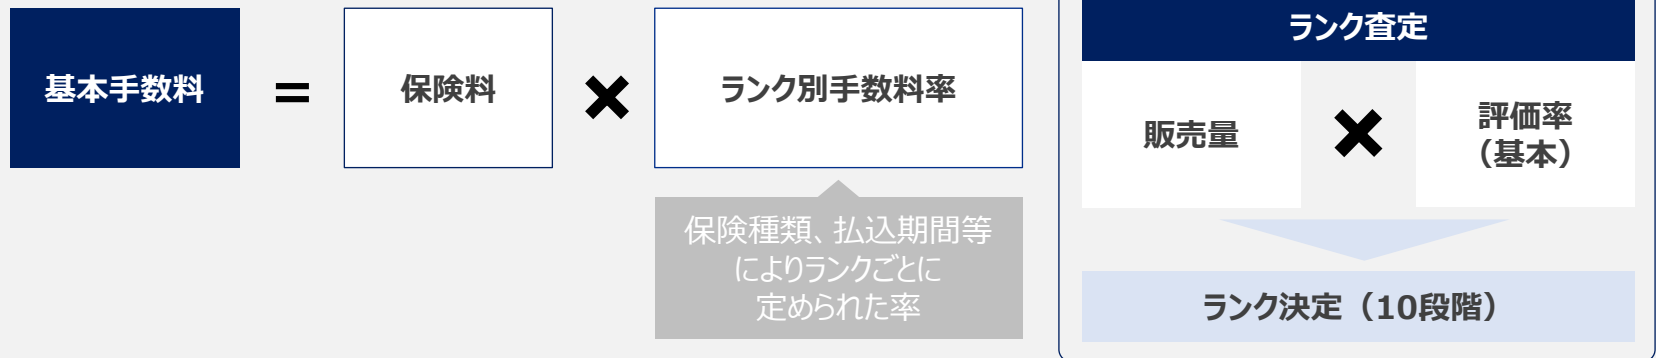 基本手数料
=
保険料
×
ランク別手数料率
保険種類、払込期間等
によりランクごとに
定められた率
ランク査定
販売量
×
評価率
（基本）
ランク決定（10段階）